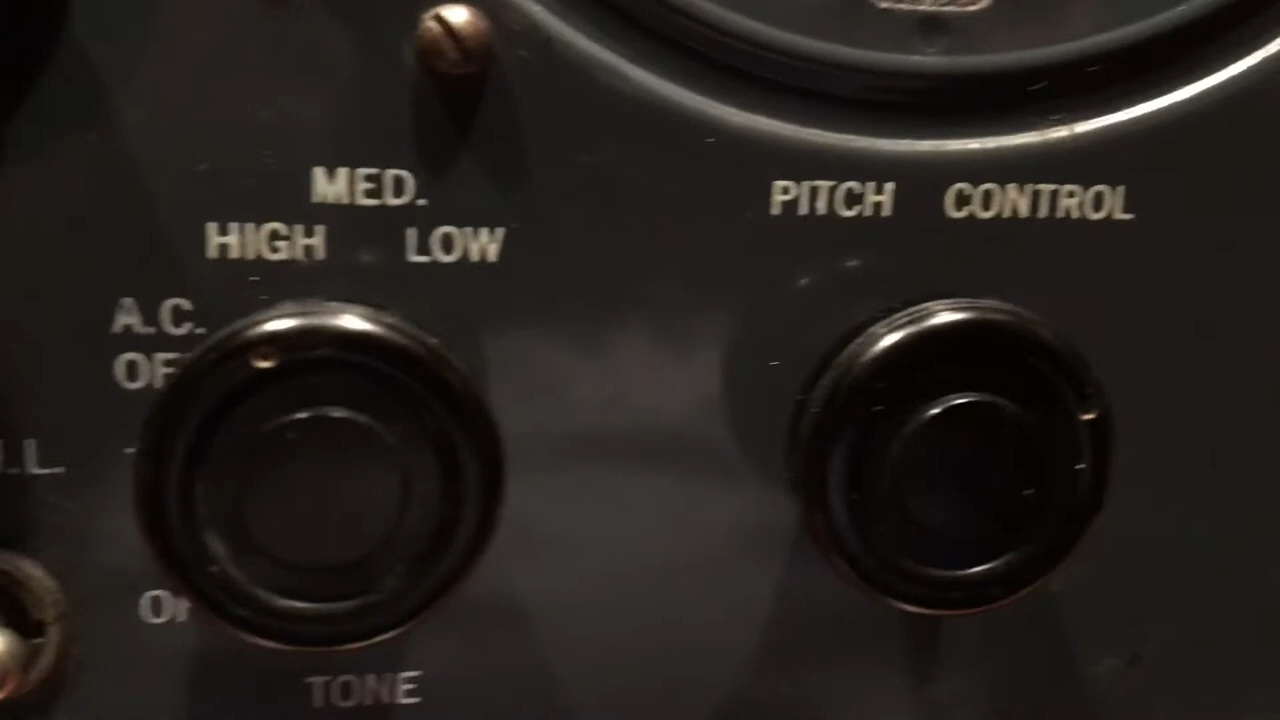 MED.
HIGH LOW
PITCH CONTROL
A.C.
TONE